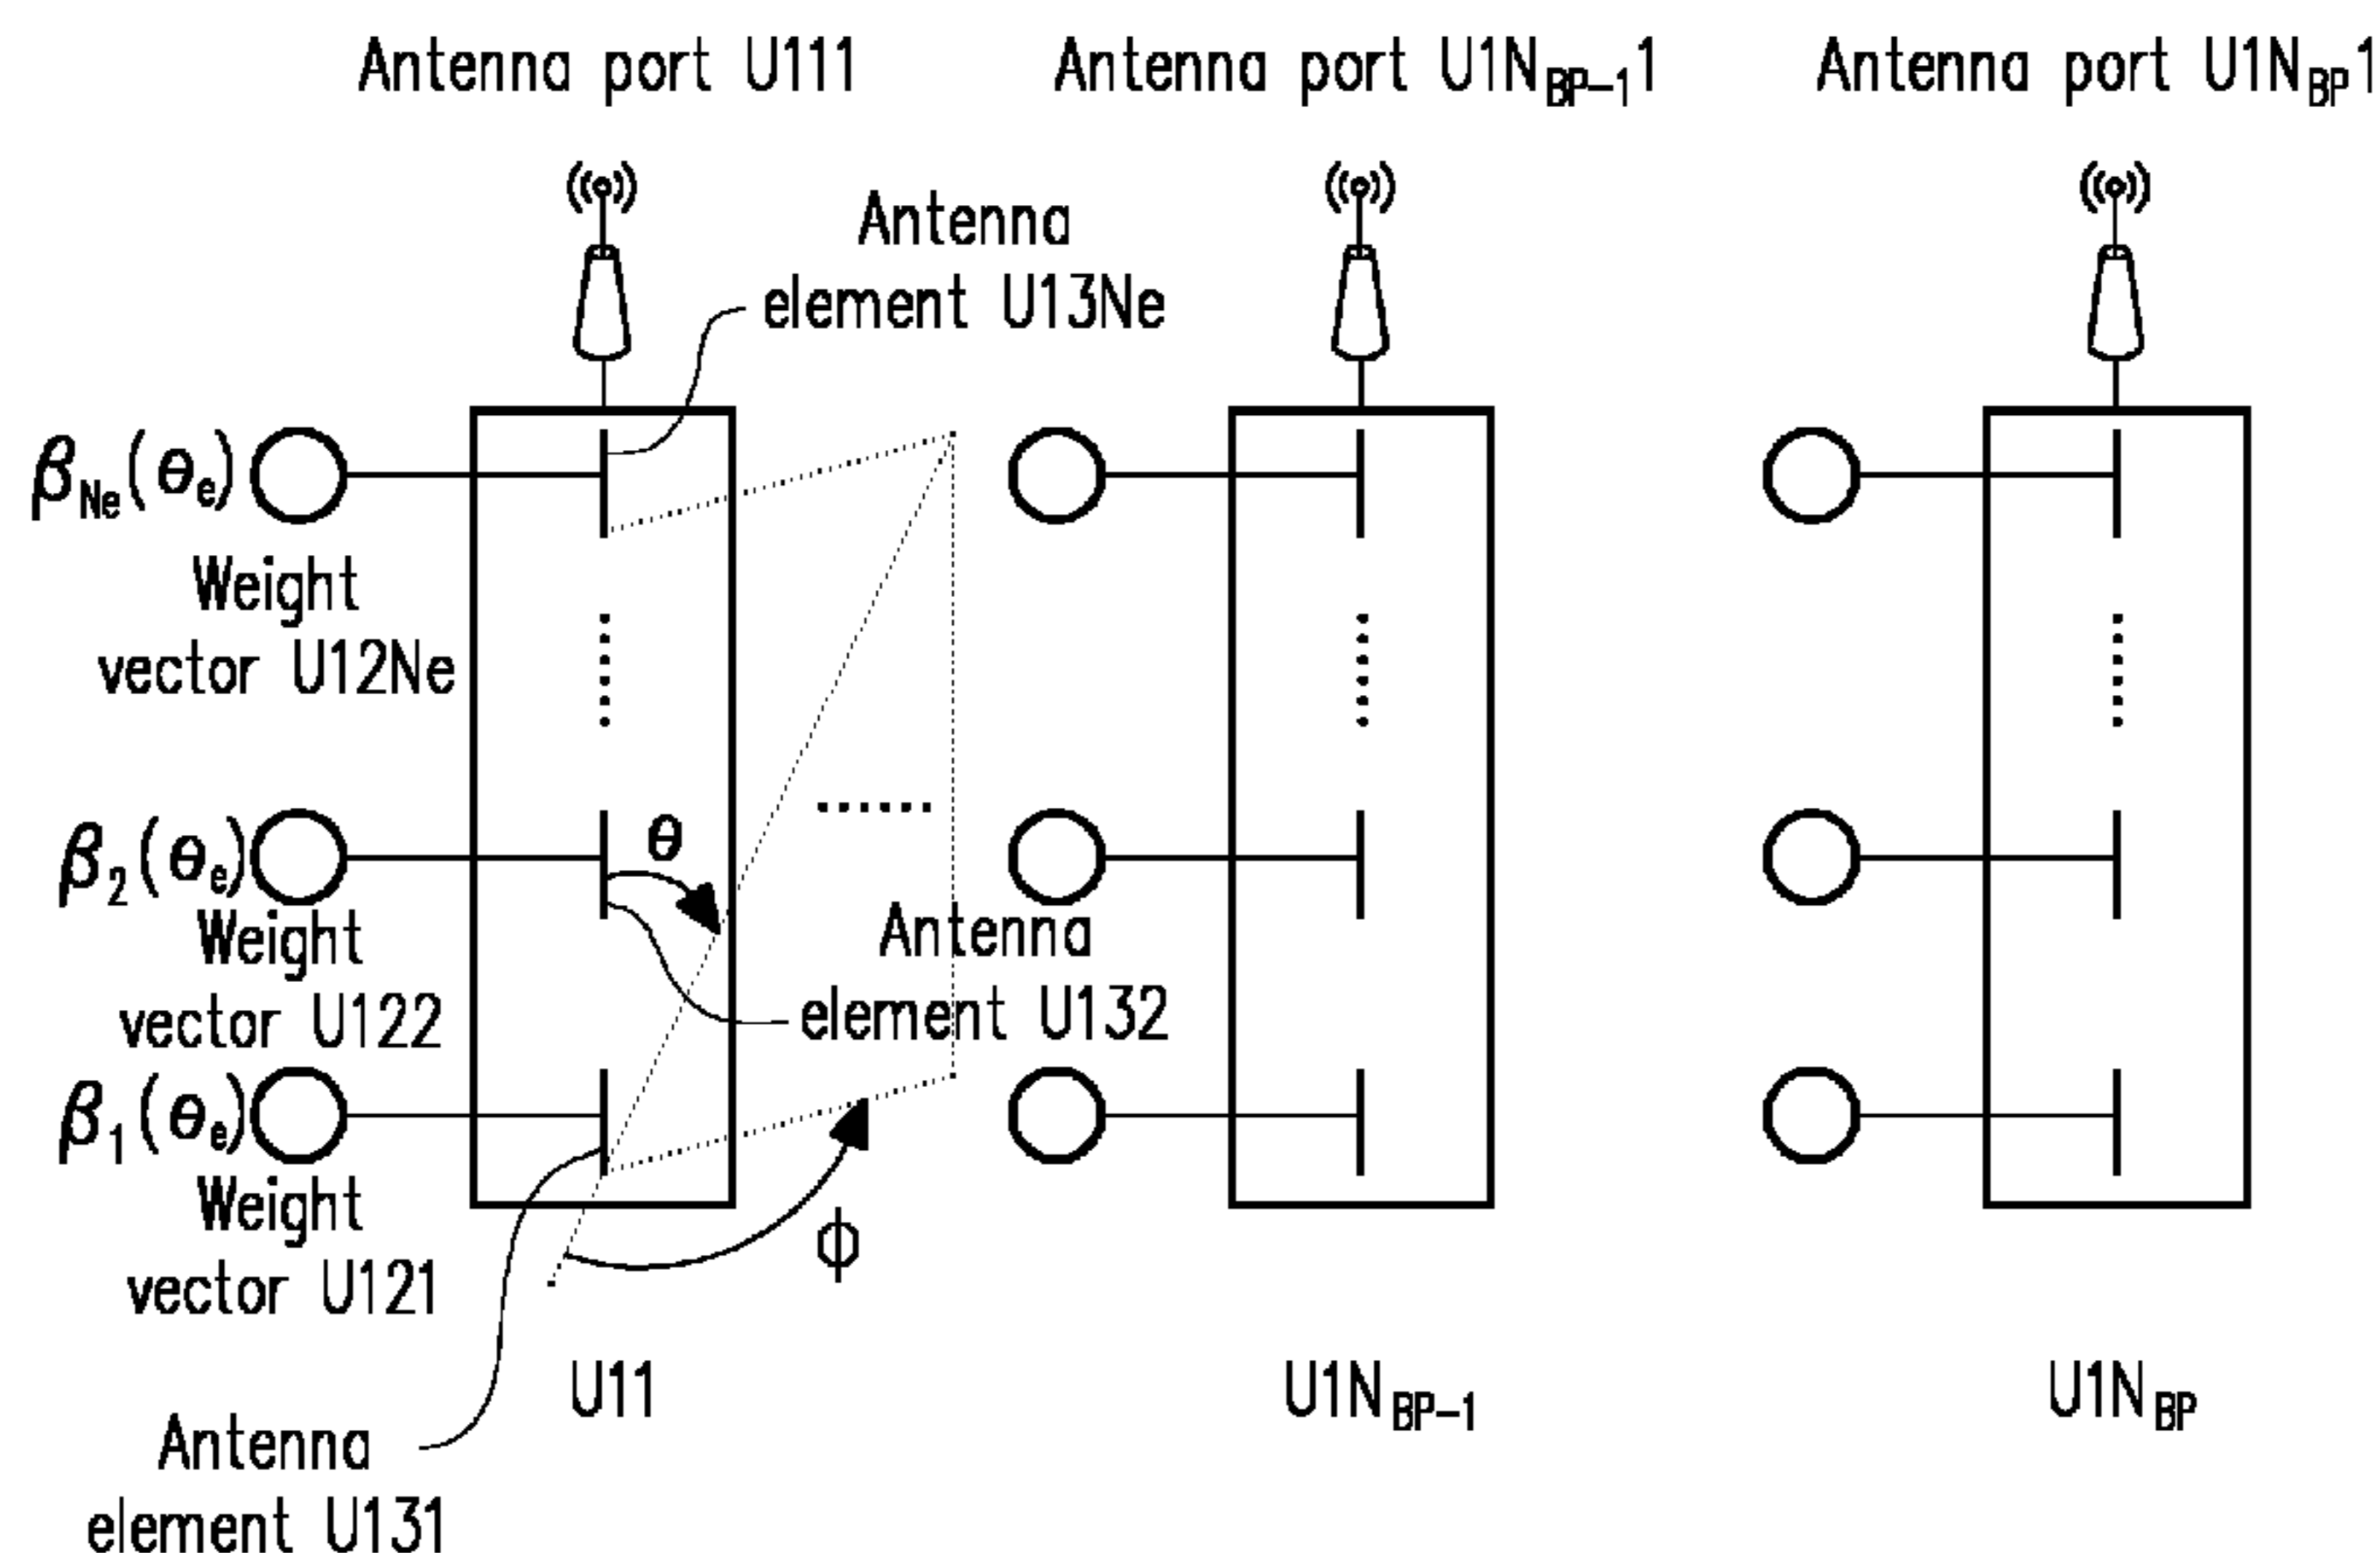 Antenna port U111
Antenna port U1N_BP-1 1
Antenna port U1N_BP 1
Antenna
element U13Ne
β_Ne(θ_e)
Weight
vector U12Ne
θ
β_2(θ_e)
Weight
vector U122
Antenna
element U132
β_1(θ_e)
Weight
vector U121
ϕ
U11
U1N_BP-1
U1N_BP
Antenna
element U131